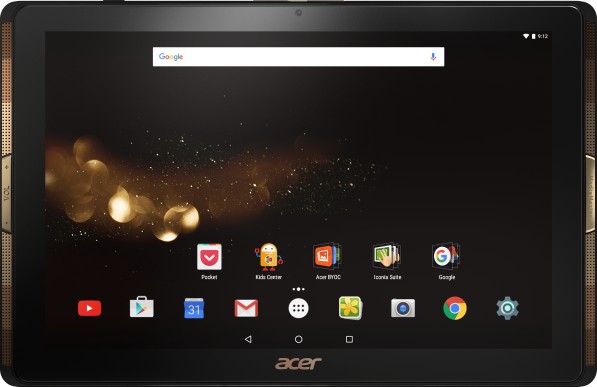 9:12
Google
VOL
Pocket
Kids Center
Acer BYOC
Iconia Suite
Google
31
acer